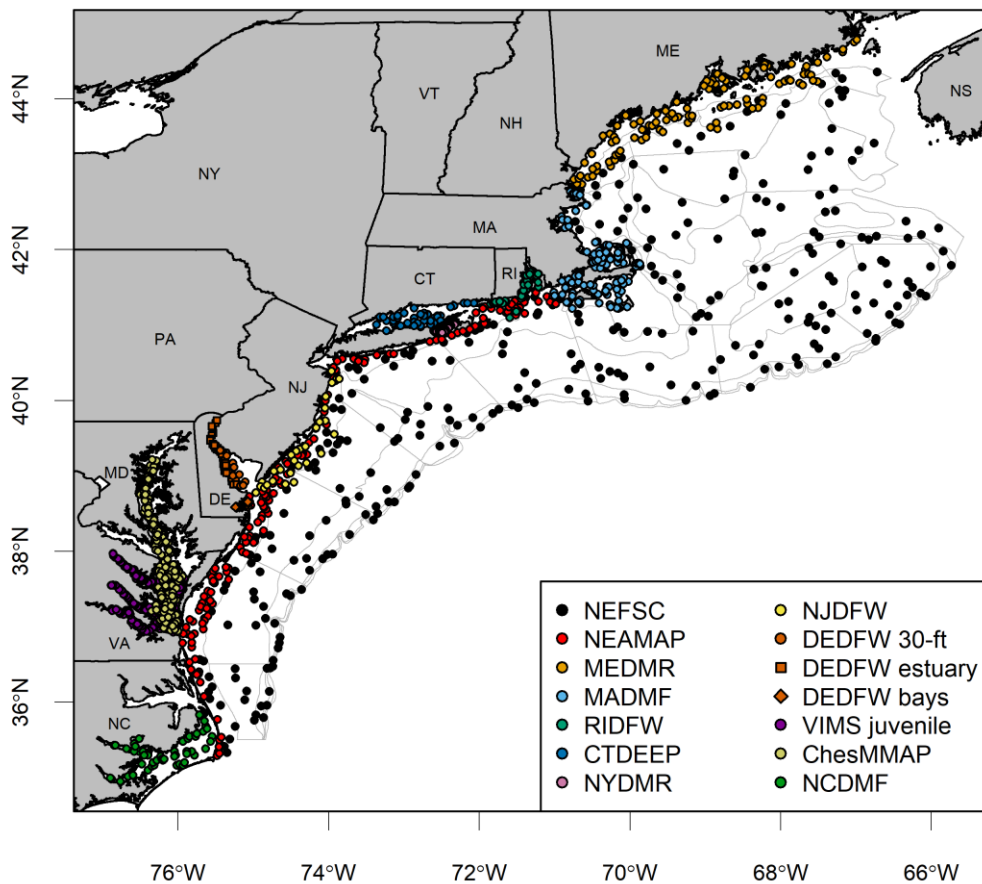 ME
NS
VT
NH
NY
MA
CT
RI
PA
NJ
MD
DE
VA
NC
44°N
42°N
40°N
38°N
36°N
76°W
74°W
72°W
70°W
68°W
66°W
NEFSC
NEAMAP
MEDMR
MADMF
RIDFW
CTDEEP
NYDMR
NJDFW
DEDFW 30-ft
DEDFW estuary
DEDFW bays
VIMS juvenile
ChesMMAP
NCDMF